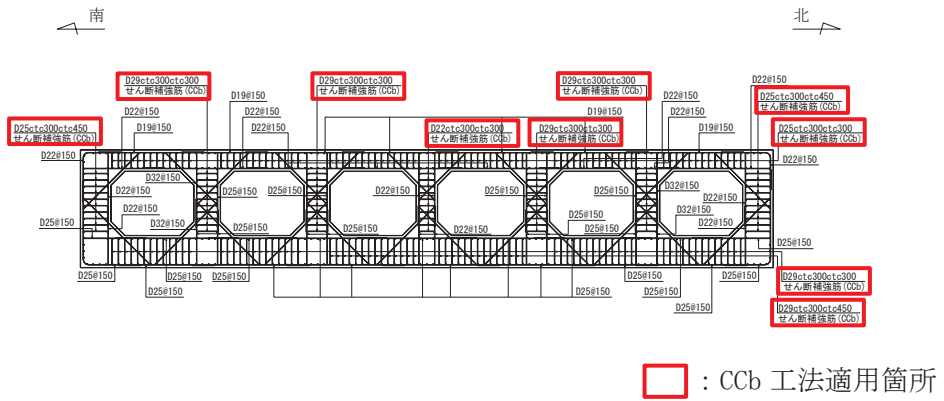 南
北
D29ctc300ctc300
せん断補強筋(CCb)
D29ctc300ctc300
せん断補強筋(CCb)
D29ctc300ctc300
せん断補強筋(CCb)
D22@150
D25ctc300ctc450
せん断補強筋(CCb)
D19@150
D22@150
D22@150
D19@150
D22@150
D25ctc300ctc450
せん断補強筋(CCb)
D19@150
D22@150
D22ctc300ctc300
せん断補強筋(CCb)
D29ctc300ctc300
せん断補強筋(CCb)
D19@150
D25ctc300ctc300
せん断補強筋(CCb)
D22@150
D22@150
D32@150
D22@150
D25@150
D25@150
D22@150
D25@150
D25@150
D32@150
D22@150
D22@150
D32@150
D25@150
D25@150
D25@150
D22@150
D25@150
D25@150
D32@150
D22@150
D25@150
D25@150
D25@150
D25@150
D25@150
D25@150
D25@150
D25@150
D25@150
D29ctc300ctc300
せん断補強筋(CCb)
D25@150
D29ctc300ctc450
せん断補強筋(CCb)
：CCb 工法適用箇所